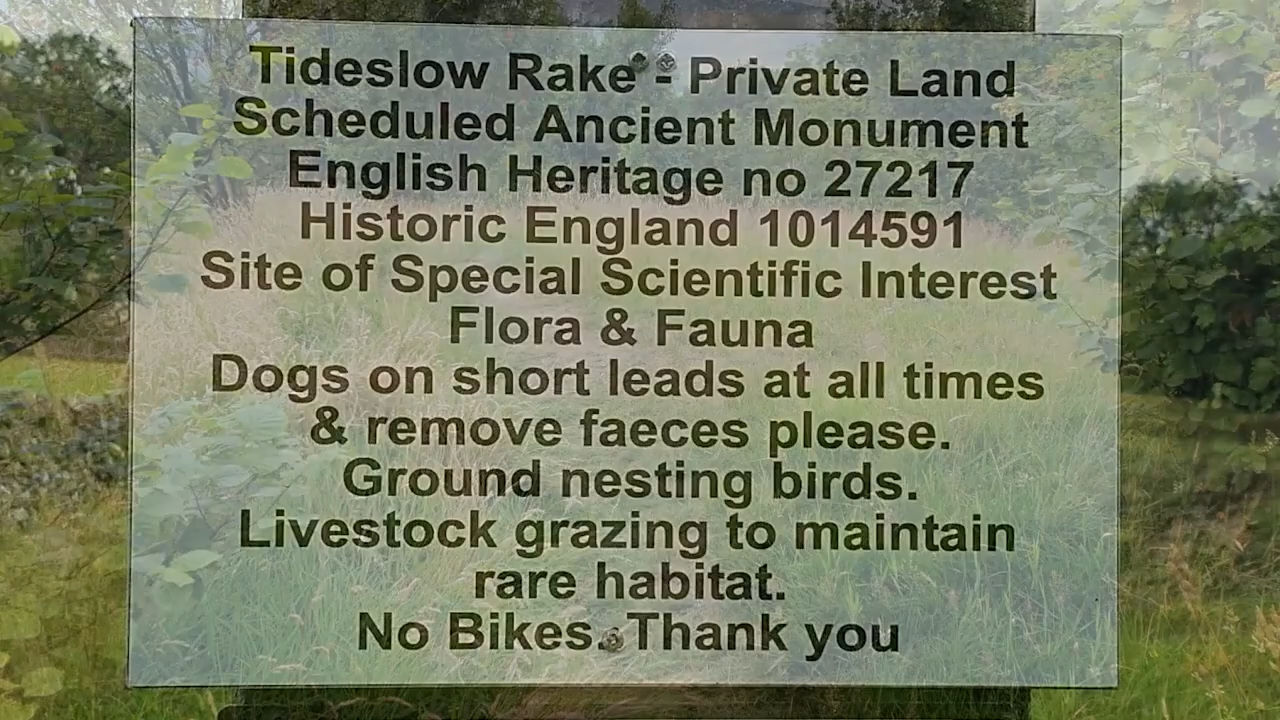 Tideslow Rake - Private Land
Scheduled Ancient Monument
English Heritage no 27217
Historic England 1014591
Site of Special Scientific Interest
Flora & Fauna
Dogs on short leads at all times
& remove faeces please.
Ground nesting birds.
Livestock grazing to maintain
rare habitat.
No Bikes. Thank you